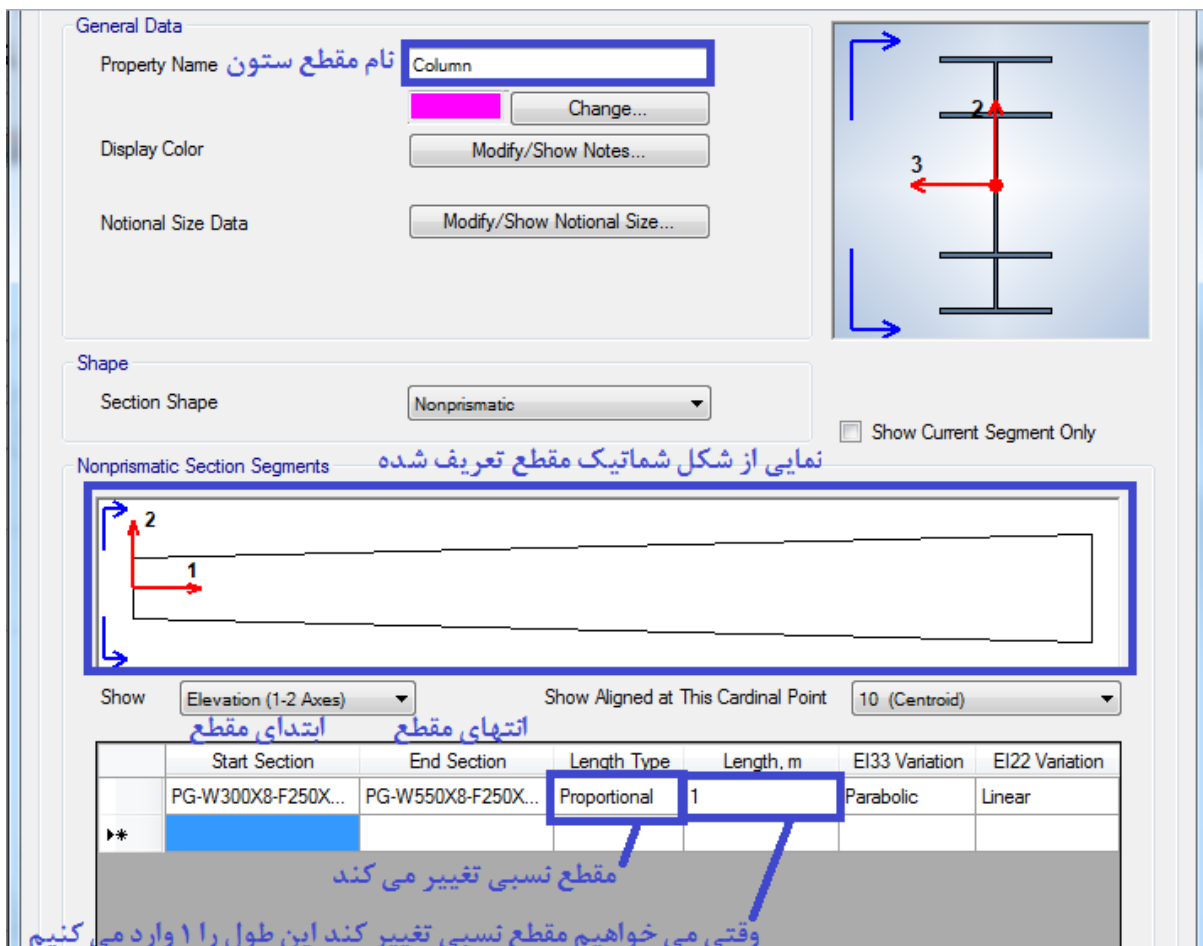 General Data
Property Name نام مقطع ستون Column
Change...
Display Color Modify/Show Notes...
Notional Size Data Modify/Show Notional Size...
2
3
Shape
Section Shape Nonprismatic
Show Current Segment Only
Nonprismatic Section Segments نمایی از شکل شماتیک مقطع تعریف شده
2
1
Show Elevation (1-2 Axes) Show Aligned at This Cardinal Point 10 (Centroid)
ابتدای مقطع انتهای مقطع
Start Section End Section Length Type Length, m EI33 Variation EI22 Variation
PG-W300X8-F250X... PG-W550X8-F250X... Proportional 1 Parabolic Linear
مقطع نسبی تغییر می کند
وقتی می خواهیم مقطع نسبی تغییر کند این طول را ۱ وارد می کنیم